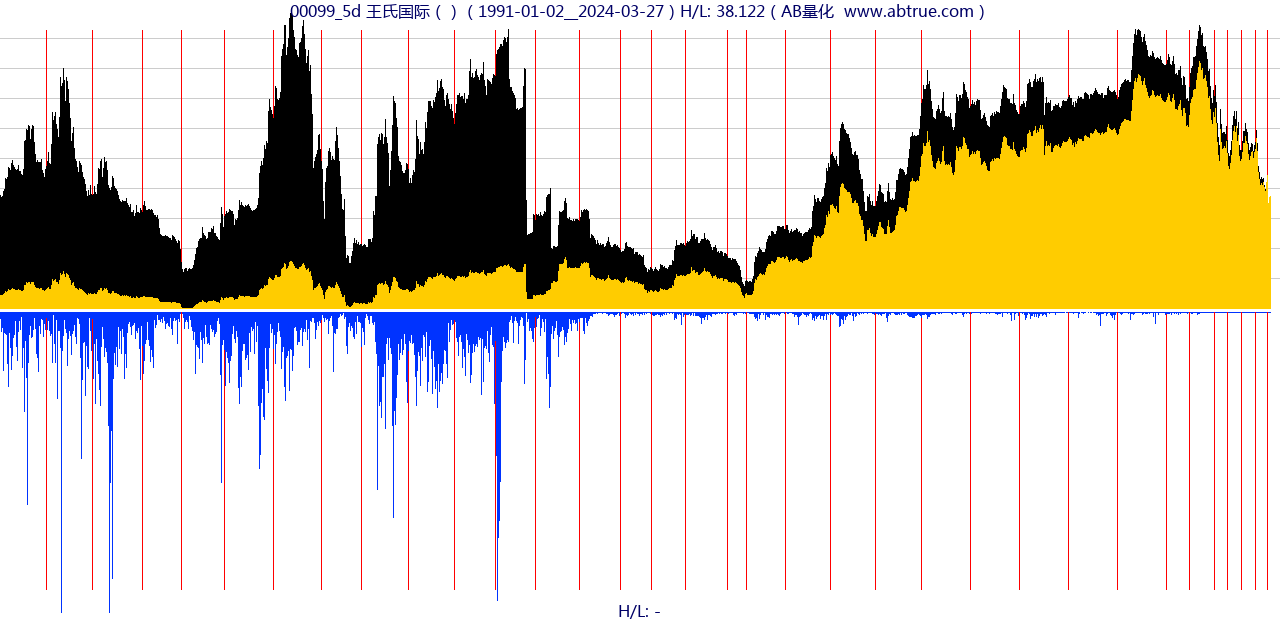 00099_5d 王氏国际 ( ) ( 1991-01-02__2024-03-27 ) H/L: 38.122 ( AB量化 www.abtrue.com )
H/L: -